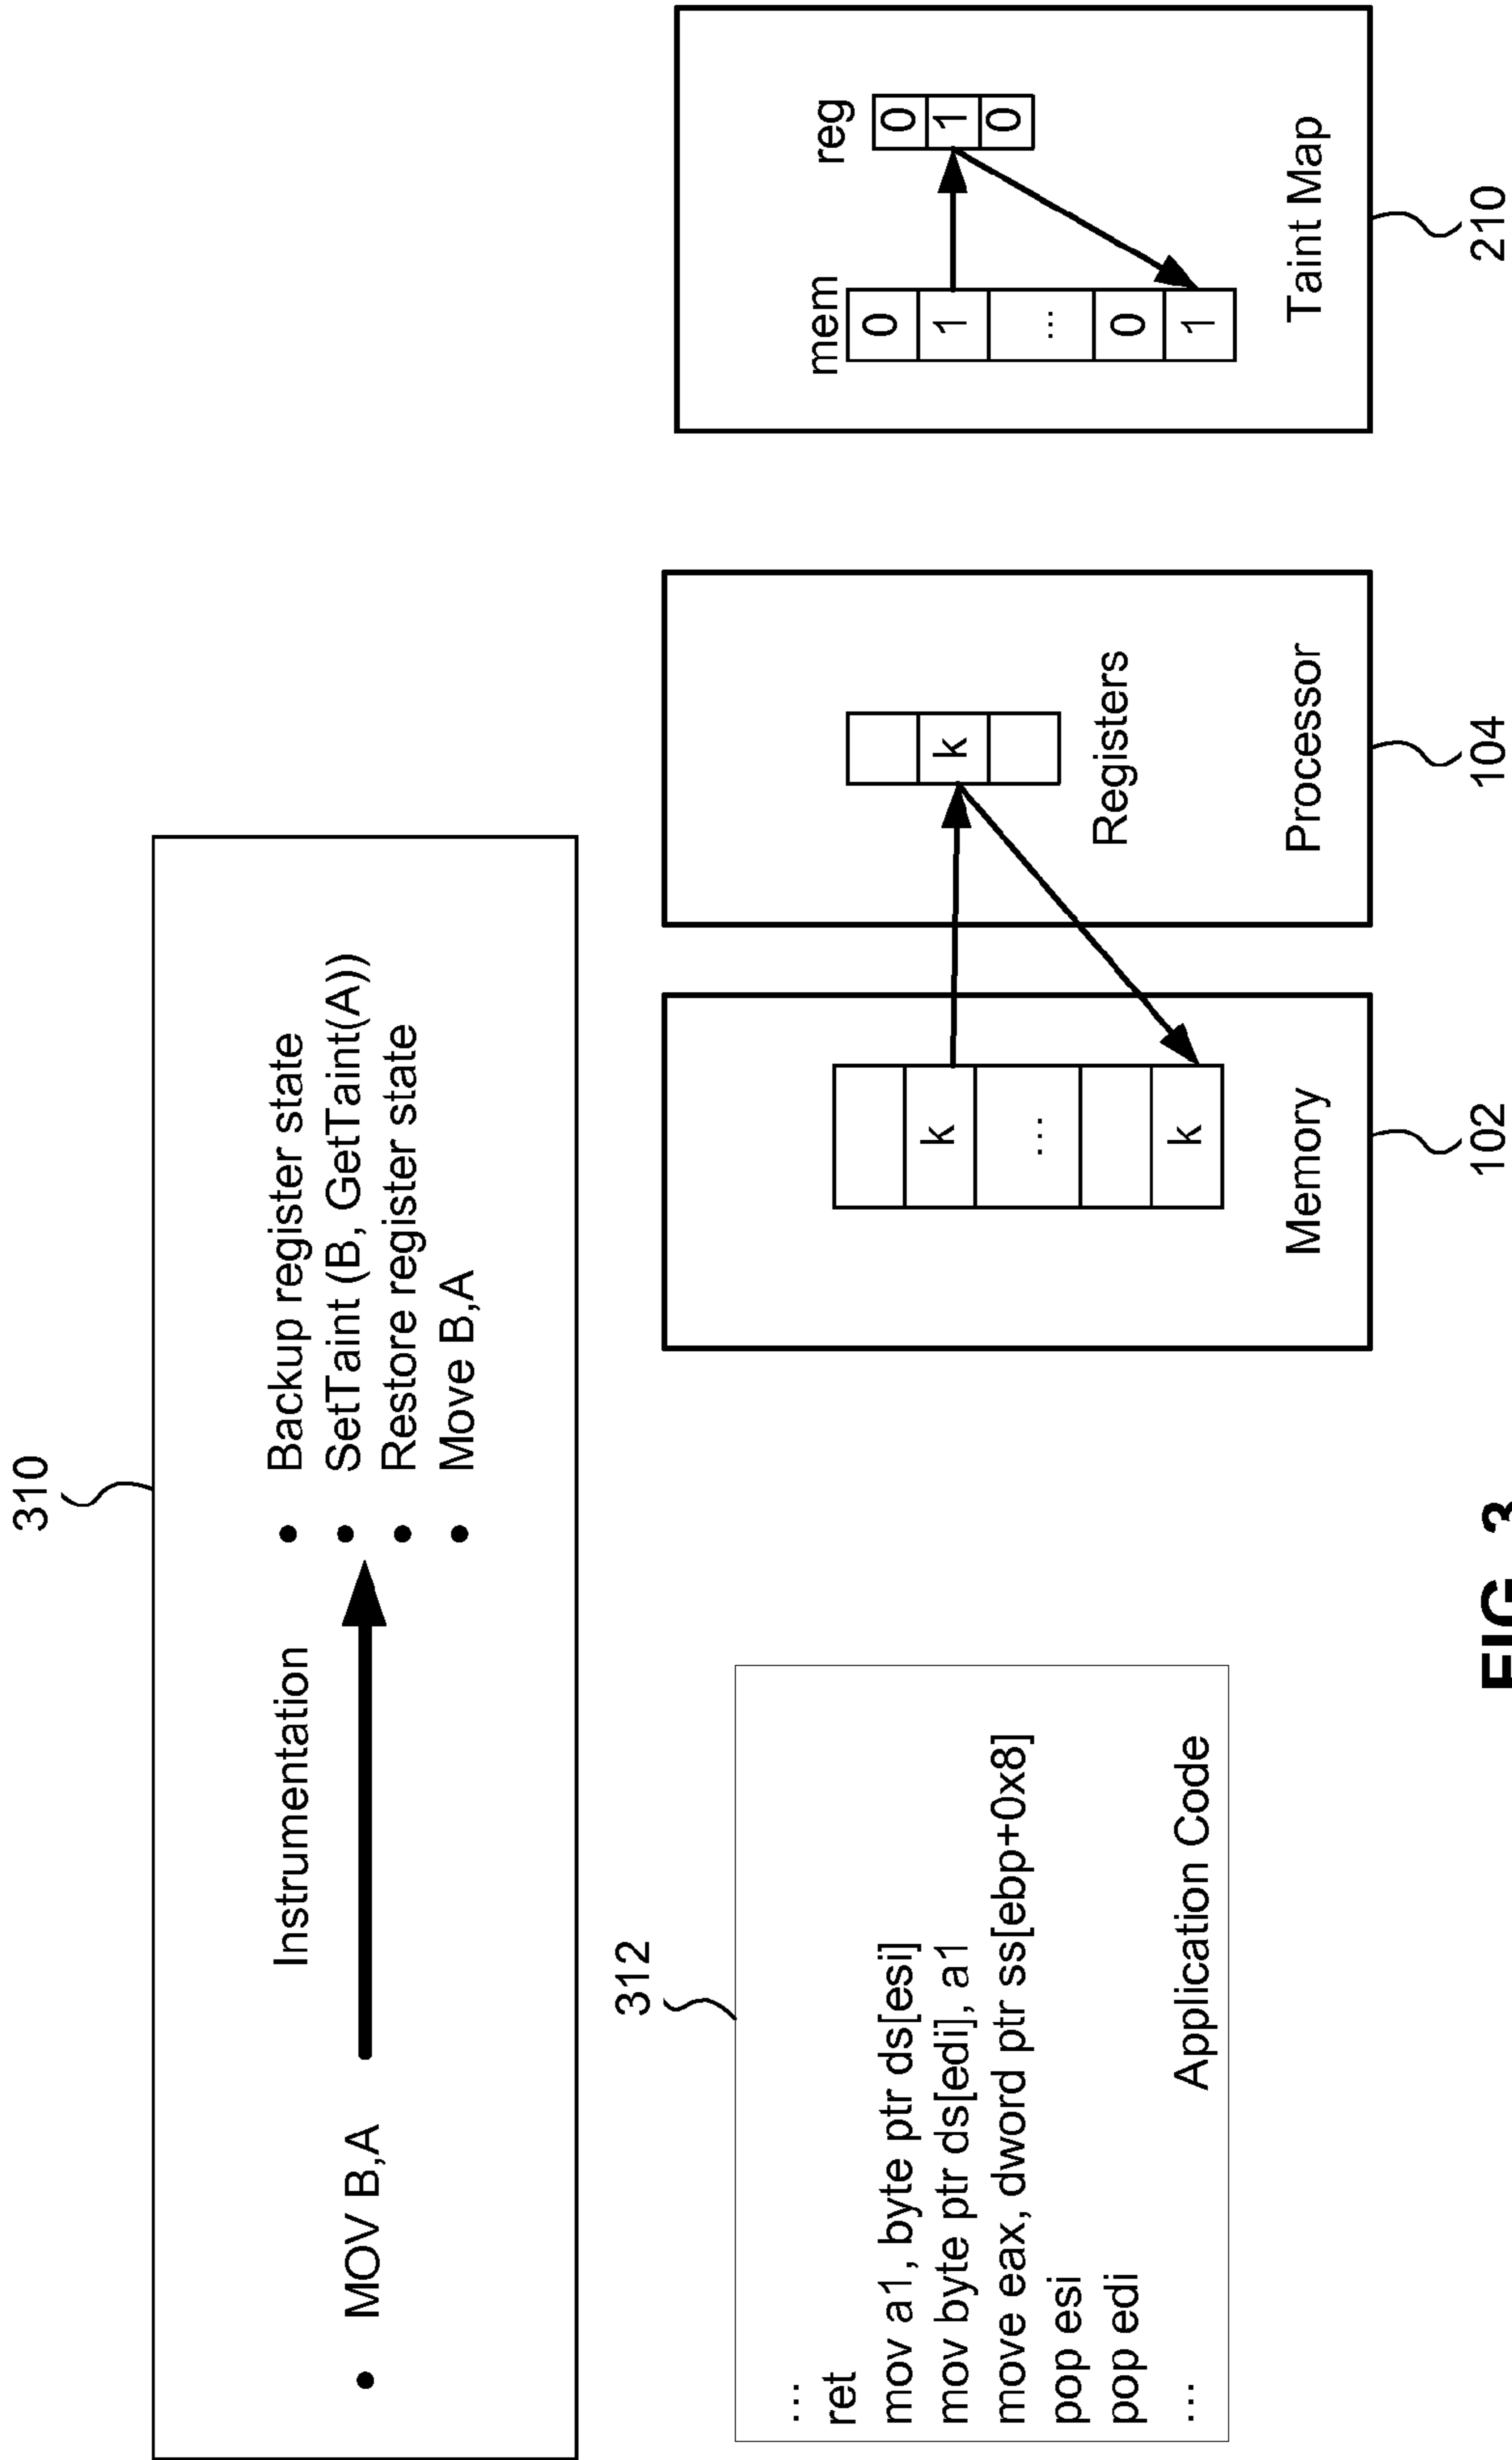 310
• MOV B,A
Instrumentation
• Backup register state
• SetTaint (B, GetTaint(A))
• Restore register state
• Move B,A
312
...
ret
mov a1, byte ptr ds[esi]
mov byte ptr ds[edi], a1
move eax, dword ptr ss[ebp+0x8]
pop esi
pop edi
...
Application Code
k
...
k
Memory
102
k
Registers
Processor
104
mem
0
1
...
0
1
reg
0
1
0
Taint Map
210
FIG. 3